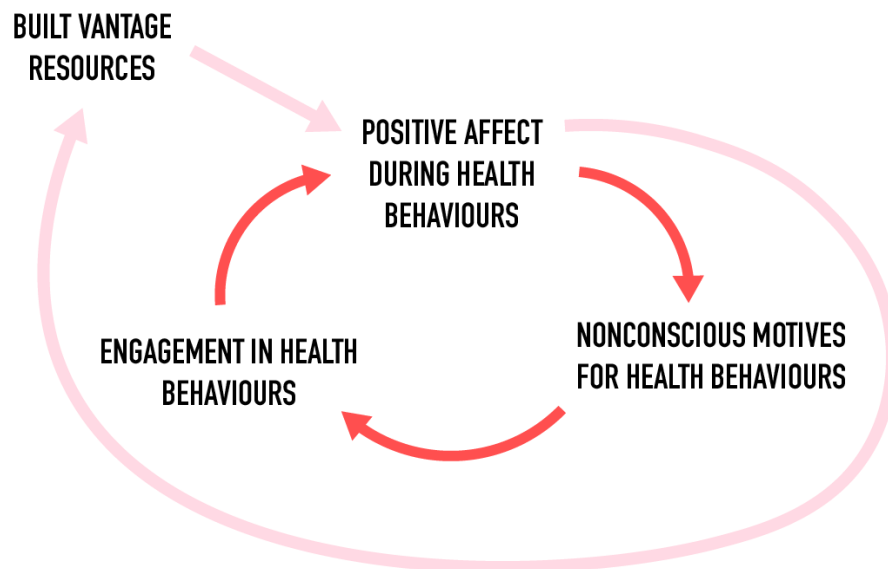 BUILT VANTAGE
RESOURCES
POSITIVE AFFECT
DURING HEALTH
BEHAVIOURS
NONCONSCIOUS MOTIVES
FOR HEALTH BEHAVIOURS
ENGAGEMENT IN HEALTH
BEHAVIOURS